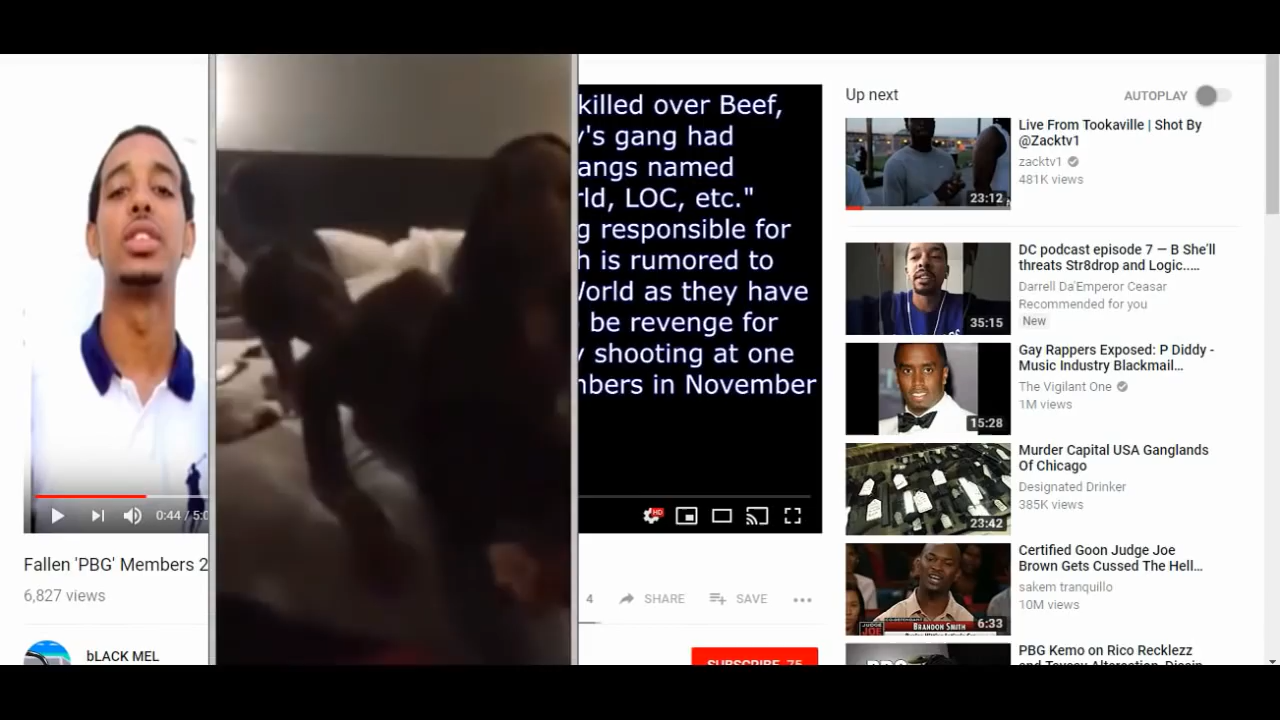 killed over Beef,
y's gang had
angs named
rld, LOC, etc."
g responsible for
h is rumored to
World as they have
be revenge for
y shooting at one
nbers in November
0:44 / 5:0
HD
Fallen 'PBG' Members 2
6,827 views
4
SHARE
SAVE
bLACK MEL
SUBSCRIBE 75
Up next
AUTOPLAY
Live From Tookaville | Shot By
@Zacktv1
zacktv1
481K views
23:12
DC podcast episode 7 — B She'll
threats Str8drop and Logic.....
Darrell Da'Emperor Ceasar
Recommended for you
New
35:15
Gay Rappers Exposed: P Diddy -
Music Industry Blackmail…
The Vigilant One
1M views
15:28
Murder Capital USA Ganglands
Of Chicago
Designated Drinker
385K views
23:42
Certified Goon Judge Joe
Brown Gets Cussed The Hell…
sakem tranquillo
10M views
6:33
JUDGE
JOE
BRANDON SMITH
PBG Kemo on Rico Recklezz